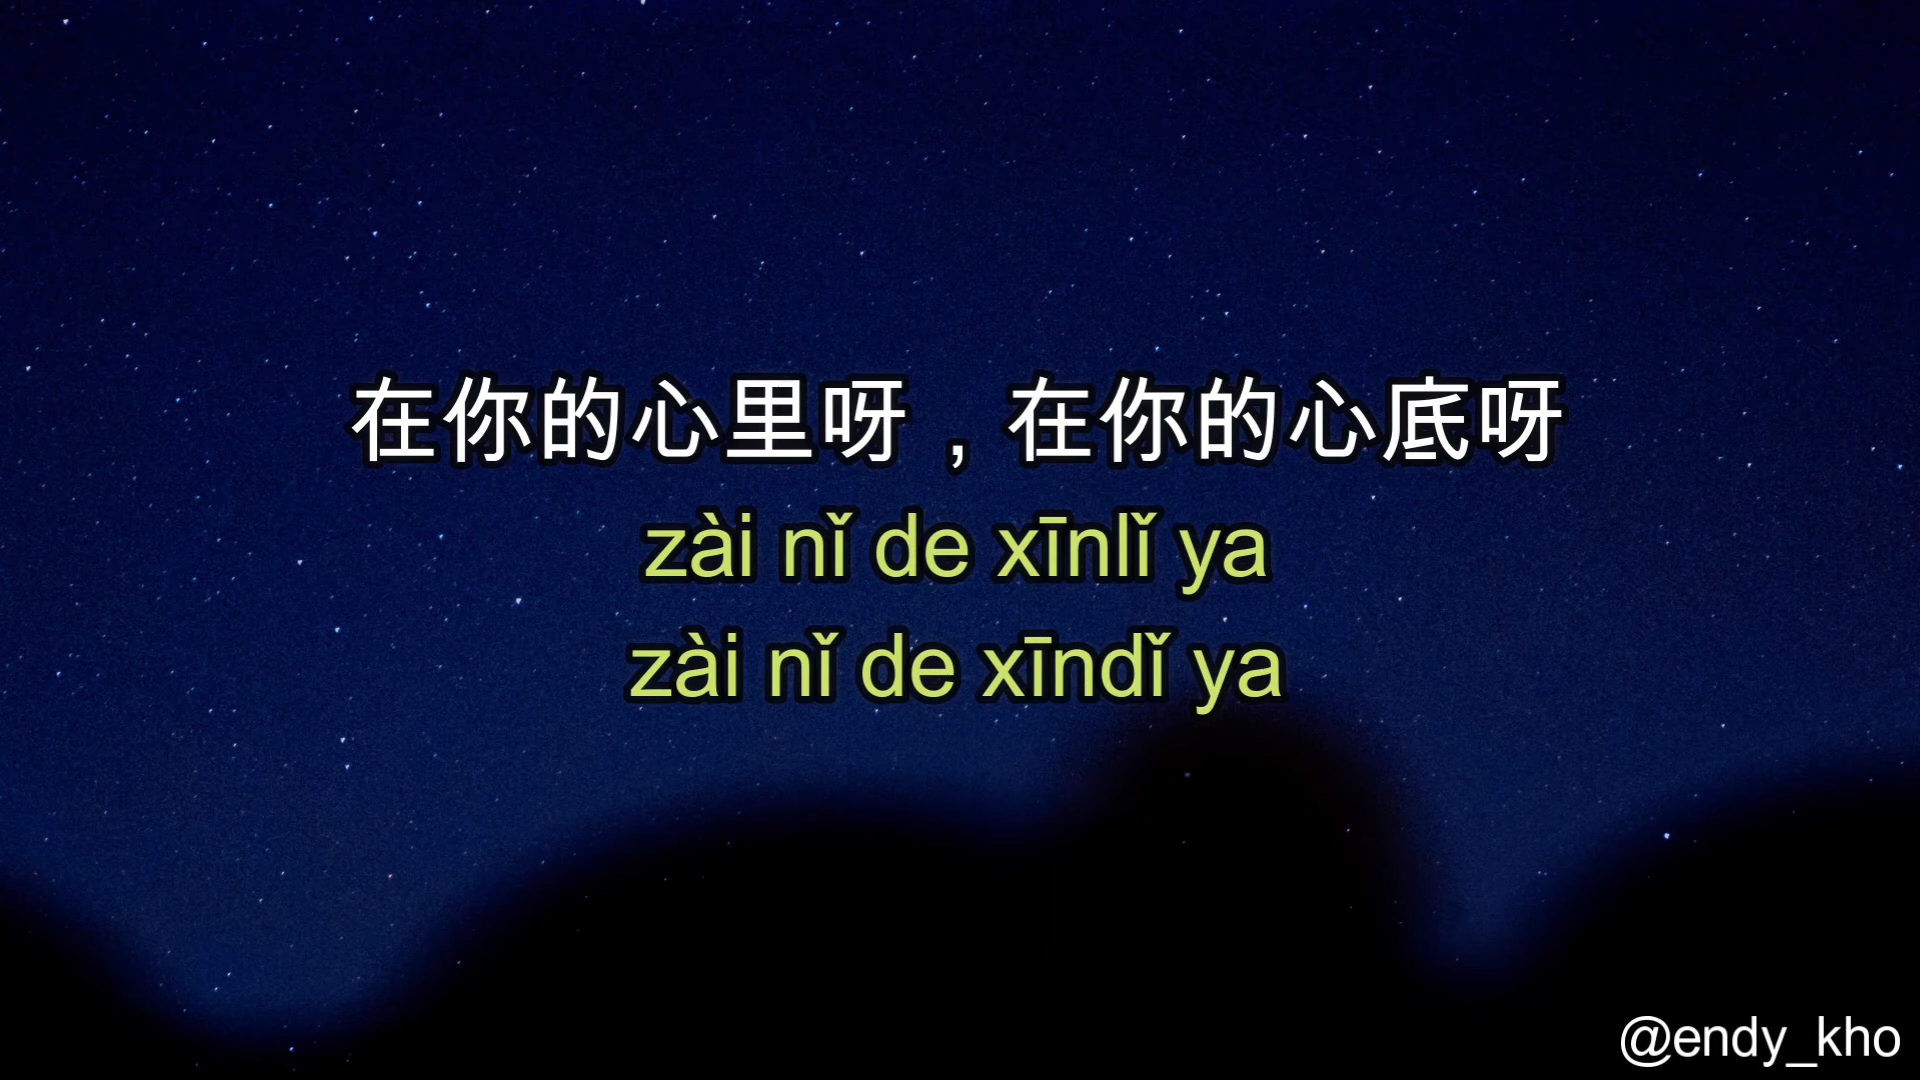 在你的心里呀，在你的心底呀
zài nǐ de xīnlǐ ya
zài nǐ de xīndǐ ya
@endy_kho